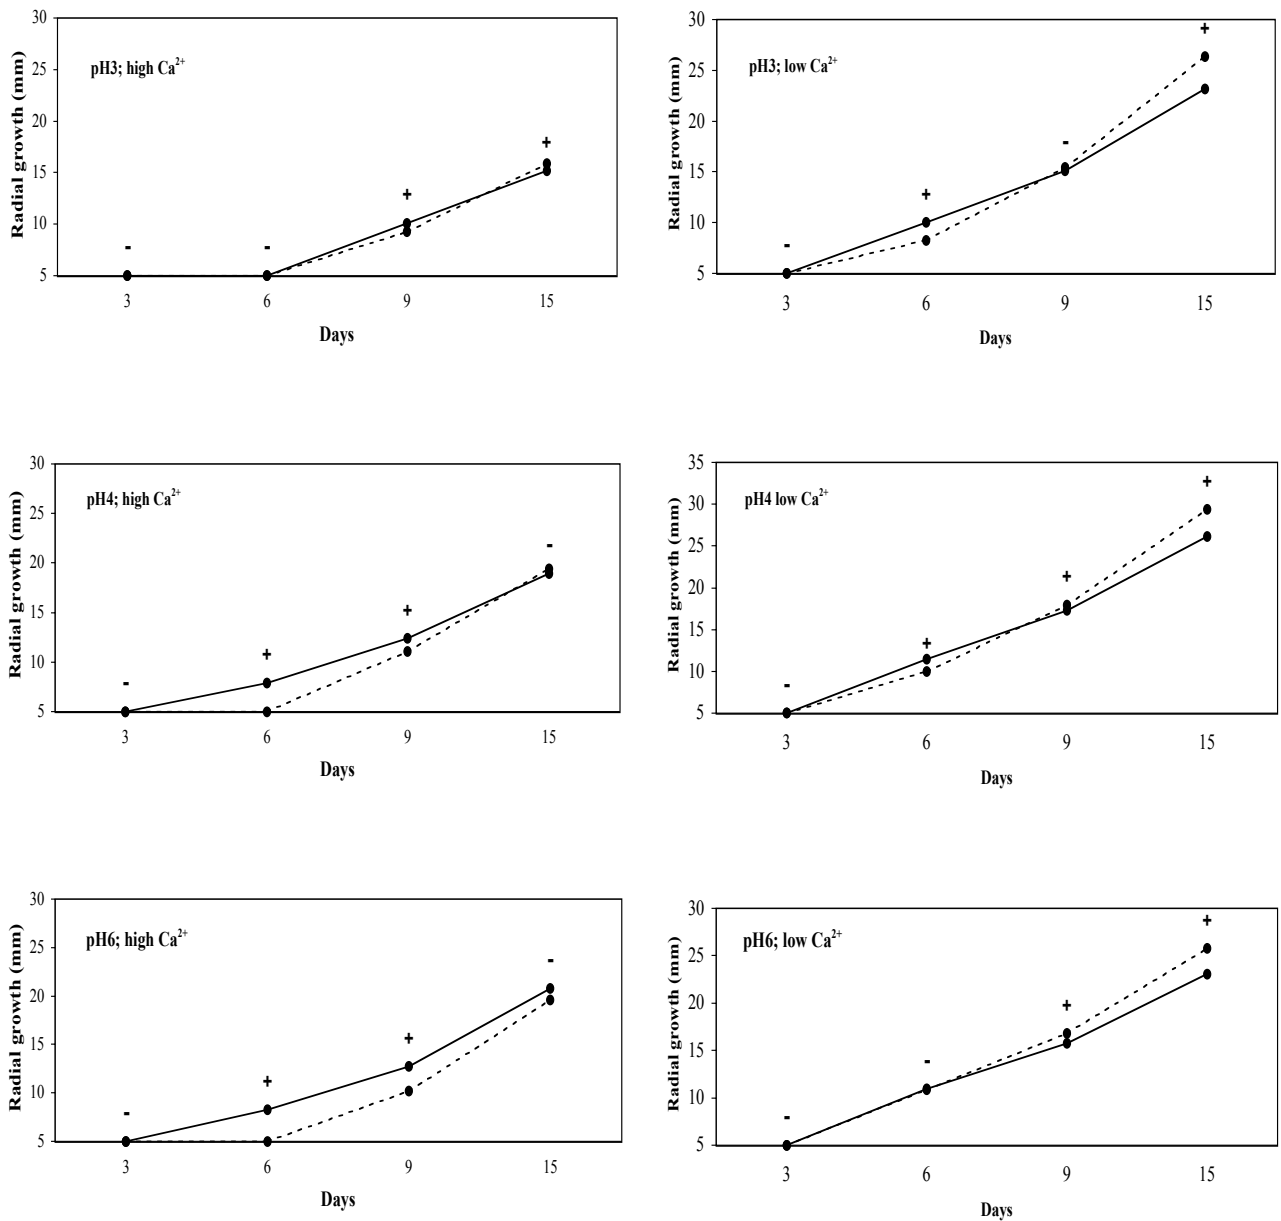 pH3; high Ca2+
Radial growth (mm)
30
25
20
15
10
5
- - + +
3 6 9 15
Days
pH3; low Ca2+
Radial growth (mm)
30
25
20
15
10
5
- + - +
3 6 9 15
Days
pH4; high Ca2+
Radial growth (mm)
30
25
20
15
10
5
- + + -
3 6 9 15
Days
pH4 low Ca2+
Radial growth (mm)
35
30
25
20
15
10
5
- + + +
3 6 9 15
Days
pH6; high Ca2+
Radial growth (mm)
30
25
20
15
10
5
- + + -
3 6 9 15
Days
pH6; low Ca2+
Radial growth (mm)
30
25
20
15
10
5
- - + +
3 6 9 15
Days